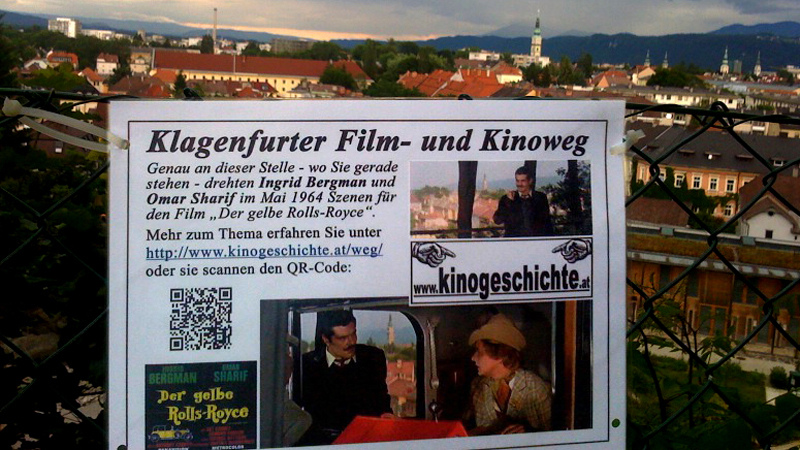 Klagenfurter Film- und Kinoweg
Genau an dieser Stelle - wo Sie gerade
stehen - drehten Ingrid Bergman und
Omar Sharif im Mai 1964 Szenen für
den Film „Der gelbe Rolls-Royce“.
Mehr zum Thema erfahren Sie unter
http://www.kinogeschichte.at/weg/
oder sie scannen den QR-Code:
www.kinogeschichte.at
BERGMAN SHARIF
Der gelbe
Rolls-Royce